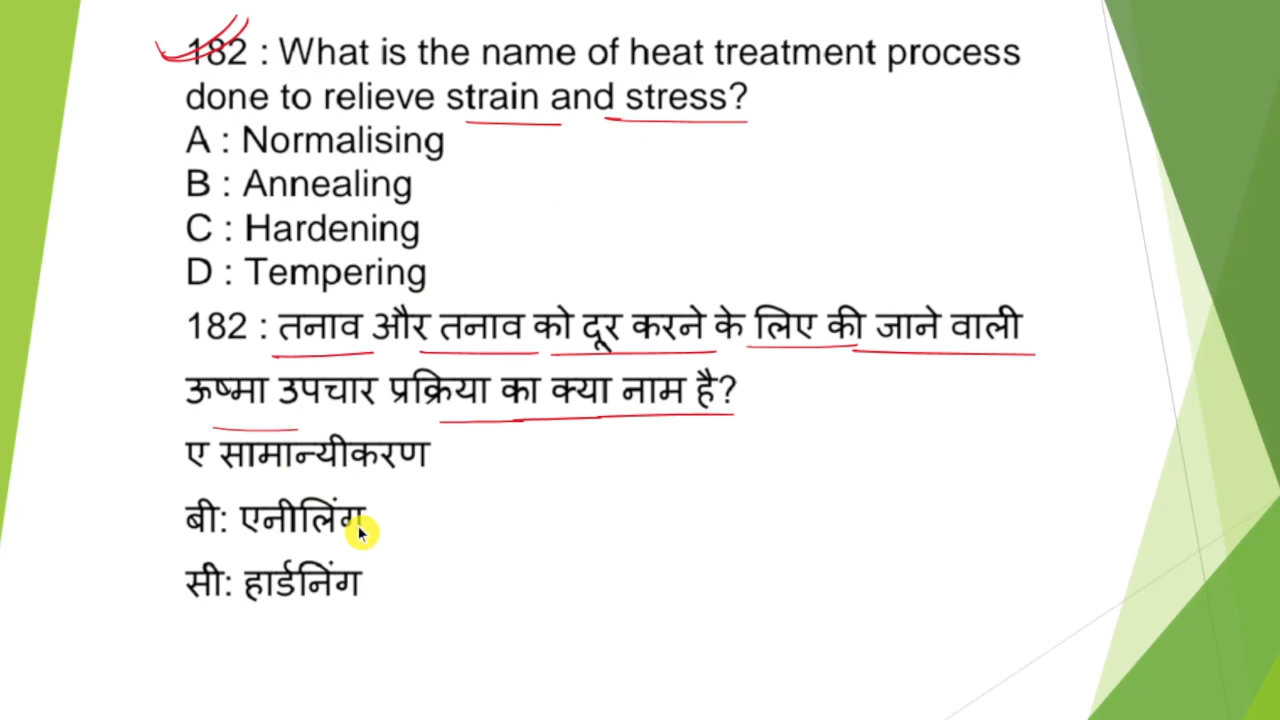 182 : What is the name of heat treatment process
done to relieve strain and stress?
A : Normalising
B : Annealing
C : Hardening
D : Tempering
182 : तनाव और तनाव को दूर करने के लिए की जाने वाली
ऊष्मा उपचार प्रक्रिया का क्या नाम है?
ए सामान्यीकरण
बी: एनीलिंग
सी: हार्डनिंग